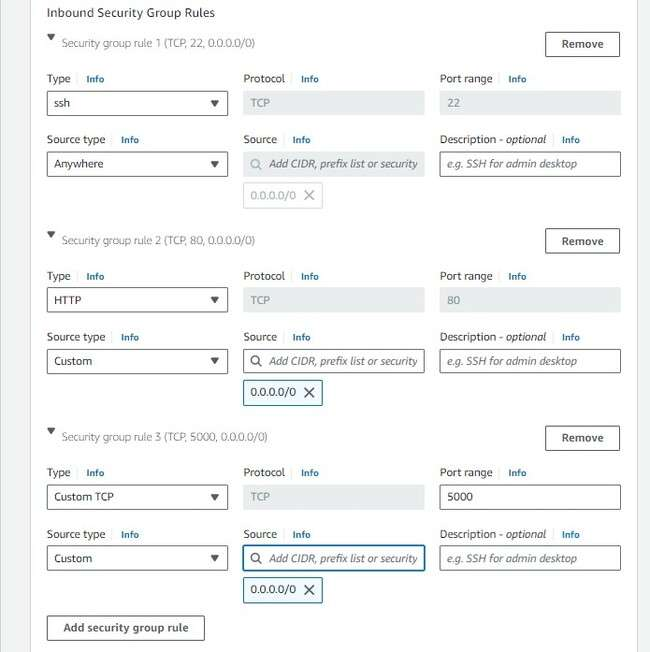 Inbound Security Group Rules
Security group rule 1 (TCP, 22, 0.0.0.0/0) Remove
Type Info Protocol Info Port range Info
ssh TCP 22
Source type Info Source Info Description - optional Info
Anywhere Add CIDR, prefix list or security e.g. SSH for admin desktop
0.0.0.0/0
Security group rule 2 (TCP, 80, 0.0.0.0/0) Remove
Type Info Protocol Info Port range Info
HTTP TCP 80
Source type Info Source Info Description - optional Info
Custom Add CIDR, prefix list or security e.g. SSH for admin desktop
0.0.0.0/0
Security group rule 3 (TCP, 5000, 0.0.0.0/0) Remove
Type Info Protocol Info Port range Info
Custom TCP TCP 5000
Source type Info Source Info Description - optional Info
Custom Add CIDR, prefix list or security e.g. SSH for admin desktop
0.0.0.0/0
Add security group rule